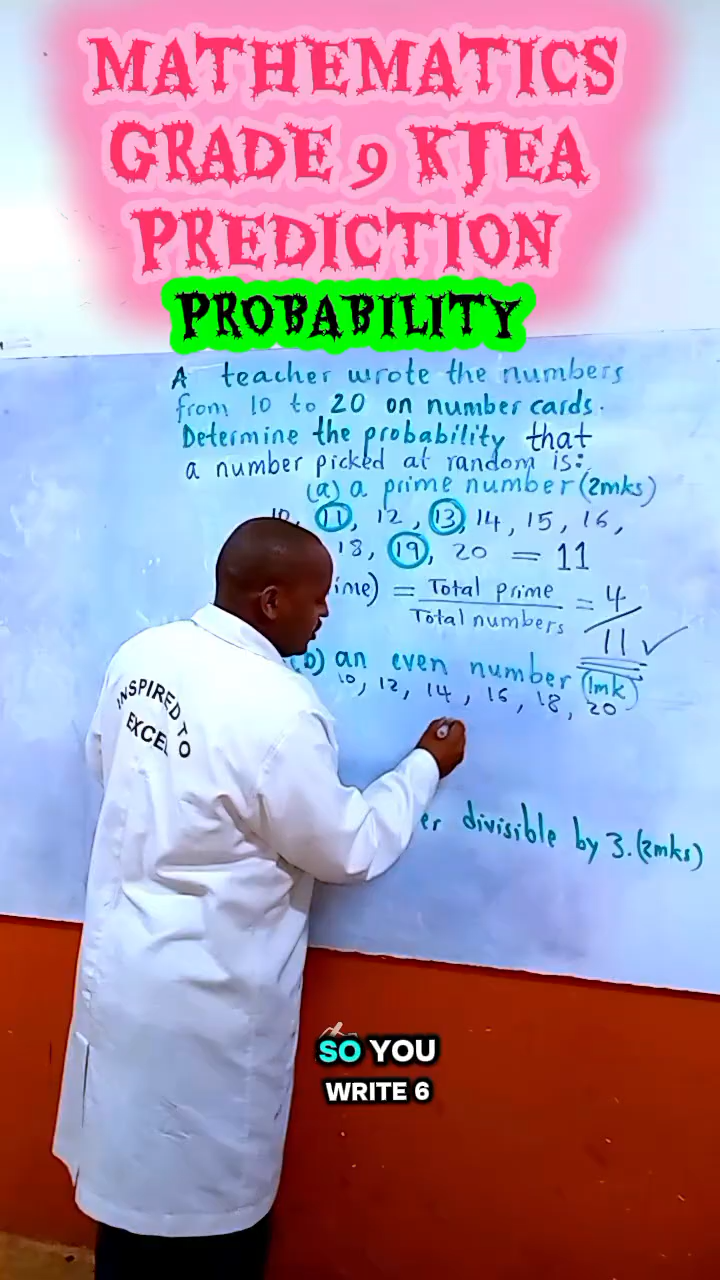 MATHEMATICS
GRADE 9 KJEA
PREDICTION
PROBABILITY
A teacher wrote the numbers
from 10 to 20 on number cards.
Determine the probability that
a number picked at random is:
(a) a prime number (2mks)
10, 11, 12, 13, 14, 15, 16,
18, 19, 20 = 11
ime) = Total prime = 4
Total numbers 11 ✓
(b) an even number (1mk)
10, 12, 14, 16, 18, 20
er divisible by 3. (2mks)
INSPIRED TO
EXCEL
SO YOU
WRITE 6